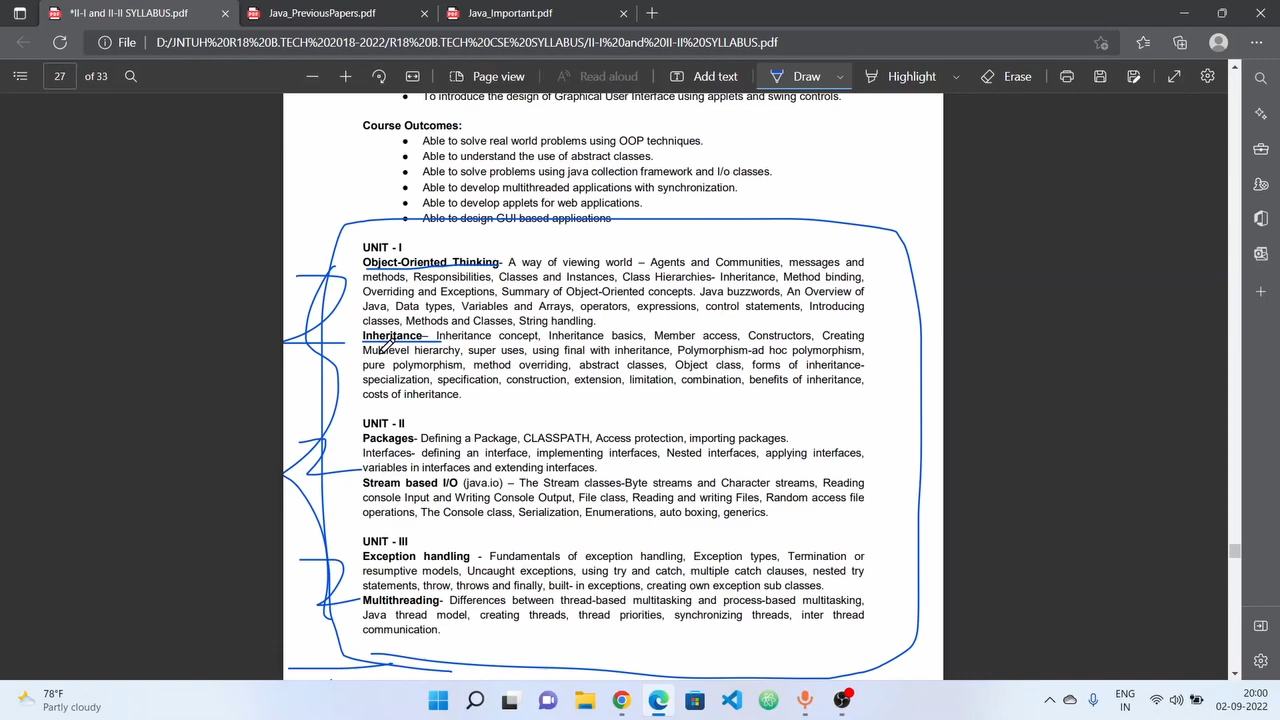 *II-I and II-II SYLLABUS.pdf
Java_PreviousPapers.pdf
Java_Important.pdf
File
D:/JNTUH%20R18%20B.TECH%202018-2022/R18%20B.TECH%20CSE%20SYLLABUS/II-I%20and%20II-II%20SYLLABUS.pdf
27 of 33
Page view
Read aloud
Add text
Draw
Highlight
Erase
● To introduce the design of Graphical User Interface using applets and swing controls.
Course Outcomes:
● Able to solve real world problems using OOP techniques.
● Able to understand the use of abstract classes.
● Able to solve problems using java collection framework and I/o classes.
● Able to develop multithreaded applications with synchronization.
● Able to develop applets for web applications.
● Able to design GUI based applications
UNIT - I
Object-Oriented Thinking- A way of viewing world – Agents and Communities, messages and
methods, Responsibilities, Classes and Instances, Class Hierarchies- Inheritance, Method binding,
Overriding and Exceptions, Summary of Object-Oriented concepts. Java buzzwords, An Overview of
Java, Data types, Variables and Arrays, operators, expressions, control statements, Introducing
classes, Methods and Classes, String handling.
Inheritance– Inheritance concept, Inheritance basics, Member access, Constructors, Creating
Multilevel hierarchy, super uses, using final with inheritance, Polymorphism-ad hoc polymorphism,
pure polymorphism, method overriding, abstract classes, Object class, forms of inheritance-
specialization, specification, construction, extension, limitation, combination, benefits of inheritance,
costs of inheritance.
UNIT - II
Packages- Defining a Package, CLASSPATH, Access protection, importing packages.
Interfaces- defining an interface, implementing interfaces, Nested interfaces, applying interfaces,
variables in interfaces and extending interfaces.
Stream based I/O (java.io) – The Stream classes-Byte streams and Character streams, Reading
console Input and Writing Console Output, File class, Reading and writing Files, Random access file
operations, The Console class, Serialization, Enumerations, auto boxing, generics.
UNIT - III
Exception handling - Fundamentals of exception handling, Exception types, Termination or
resumptive models, Uncaught exceptions, using try and catch, multiple catch clauses, nested try
statements, throw, throws and finally, built- in exceptions, creating own exception sub classes.
Multithreading- Differences between thread-based multitasking and process-based multitasking,
Java thread model, creating threads, thread priorities, synchronizing threads, inter thread
communication.
78°F
Partly cloudy
ENG
IN
20:00
02-09-2022